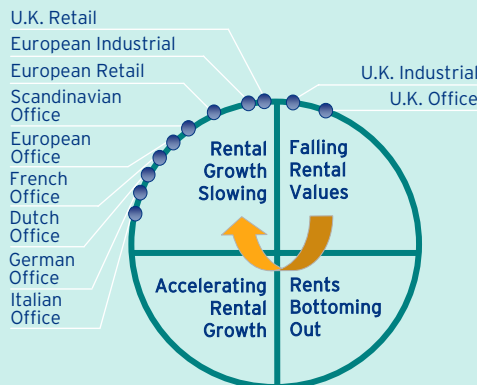 U.K. Retail
European Industrial
European Retail
Scandinavian
Office
European
Office
French
Office
Dutch
Office
German
Office
Italian
Office
U.K. Industrial
U.K. Office
Rental
Growth
Slowing
Falling
Rental
Values
Accelerating
Rental
Growth
Rents
Bottoming
Out